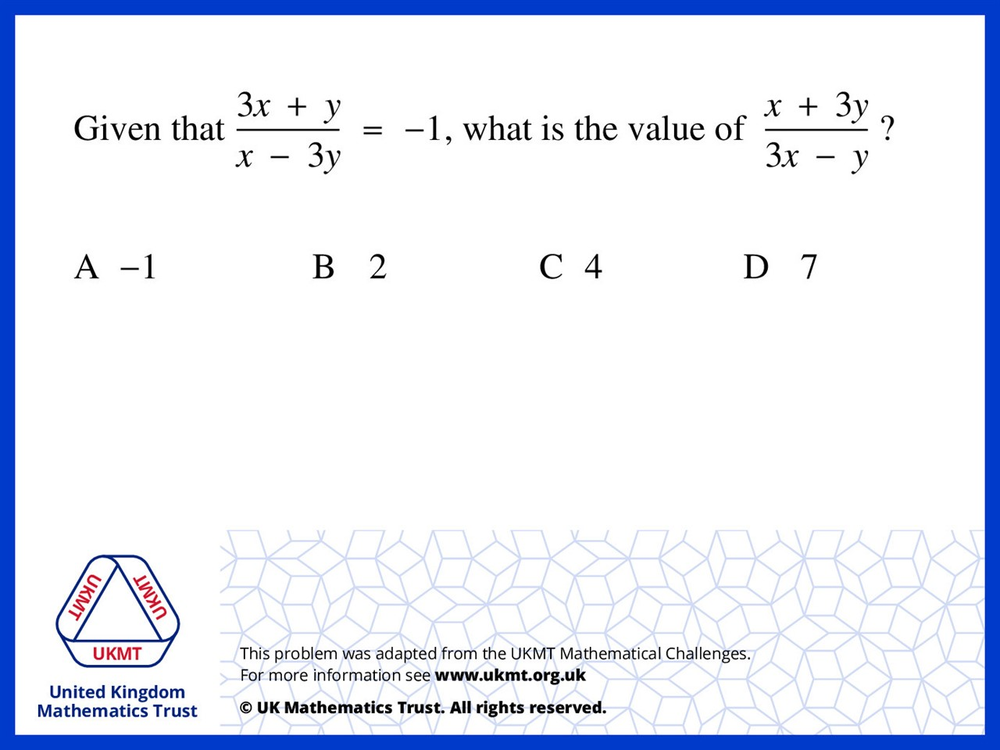 Given that (3x + y)/(x − 3y) = −1, what is the value of (x + 3y)/(3x − y) ?
A −1 B 2 C 4 D 7
UKMT UKMT
UKMT
United Kingdom
Mathematics Trust
This problem was adapted from the UKMT Mathematical Challenges.
For more information see www.ukmt.org.uk
© UK Mathematics Trust. All rights reserved.